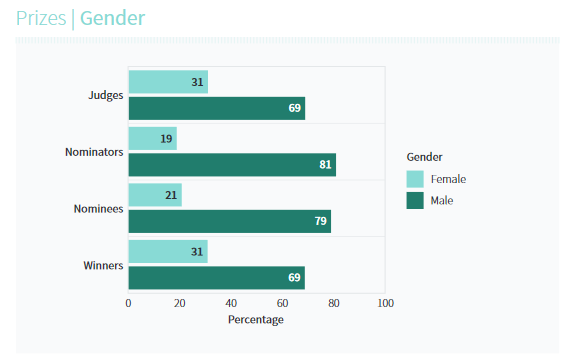 Prizes | Gender
Judges
31
69
Nominators
19
81
Nominees
21
79
Winners
31
69
0 20 40 60 80 100
Percentage
Gender
Female
Male